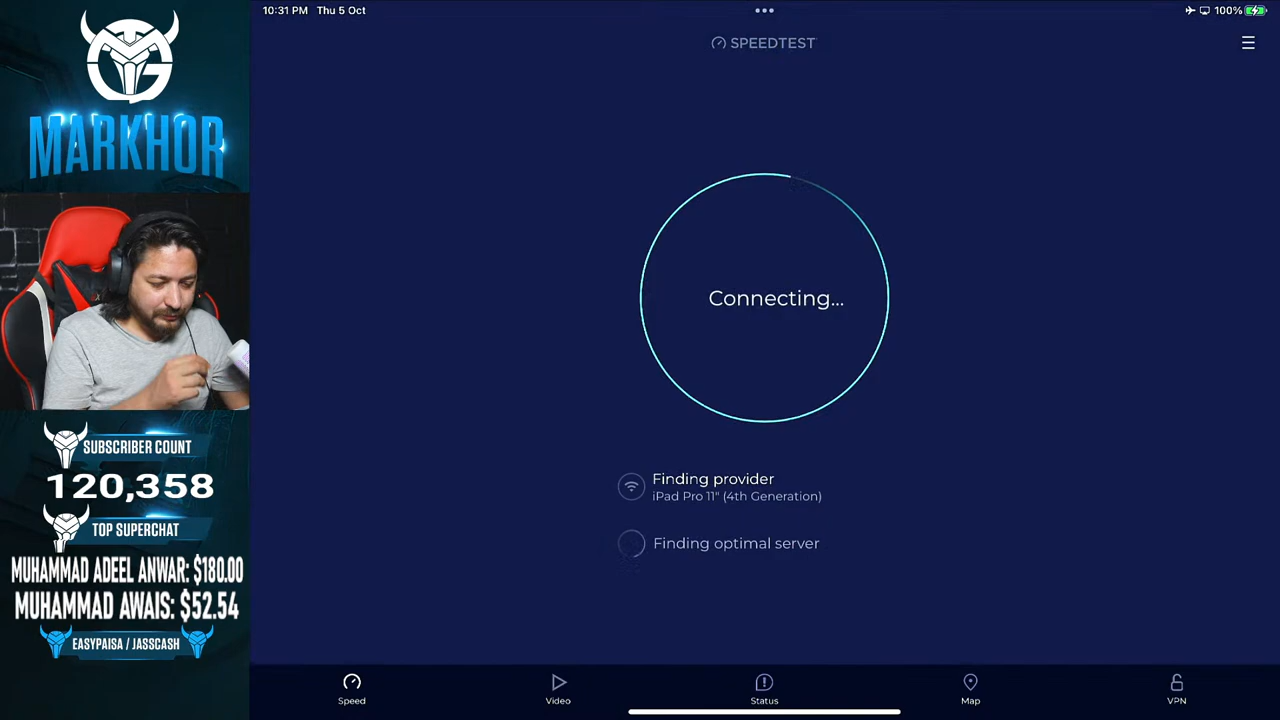 MARKHOR
SUBSCRIBER COUNT
120,358
TOP SUPERCHAT
MUHAMMAD ADEEL ANWAR: $180.00
MUHAMMAD AWAIS: $52.54
EASYPAISA / JASSCASH
10:31 PM Thu 5 Oct
100%
SPEEDTEST
Connecting...
Finding provider
iPad Pro 11" (4th Generation)
Finding optimal server
Speed
Video
Status
Map
VPN